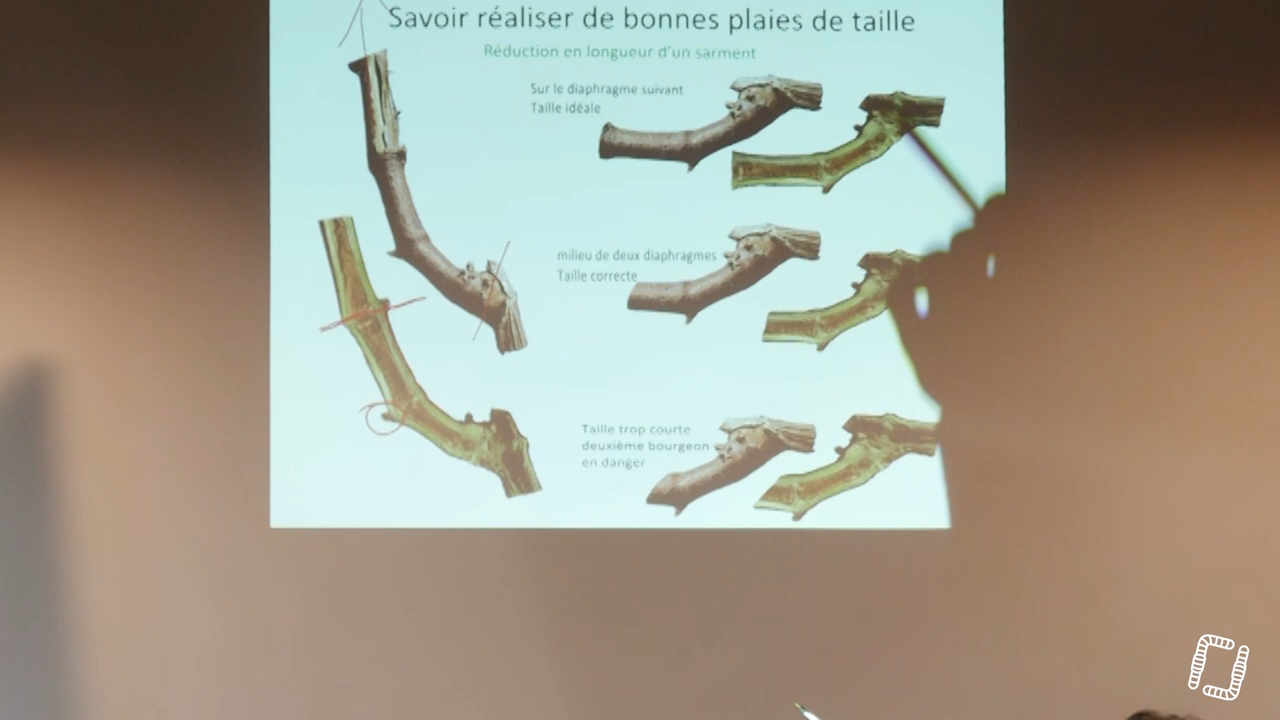 Savoir réaliser de bonnes plaies de taille
Réduction en longueur d'un sarment
Sur le diaphragme suivant
Taille idéale
milieu de deux diaphragmes
Taille correcte
Taille trop courte
deuxième bourgeon
en danger